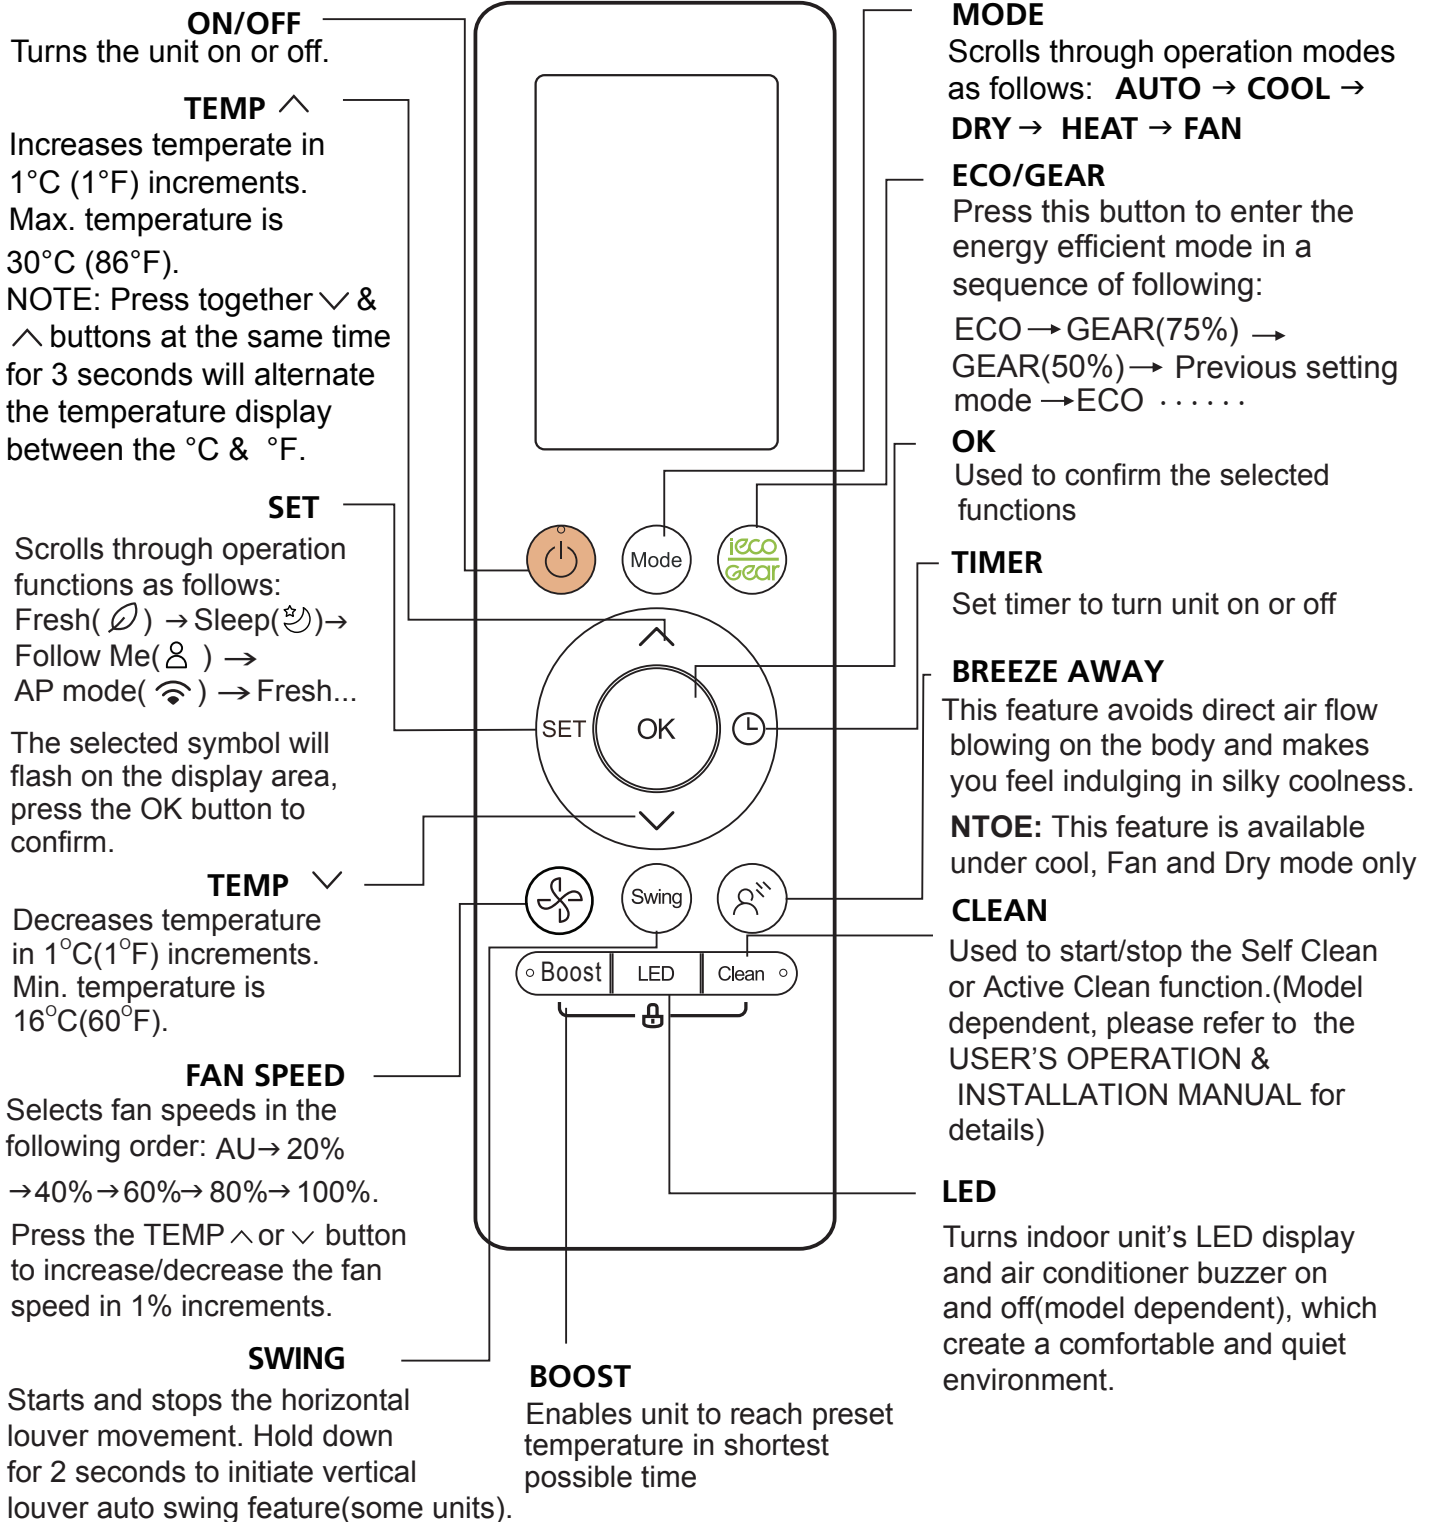 ON/OFF
Turns the unit on or off.
TEMP ︿
Increases temperate in
1°C (1°F) increments.
Max. temperature is
30°C (86°F).
NOTE: Press together ﹀ &
︿ buttons at the same time
for 3 seconds will alternate
the temperature display
between the °C & °F.
SET
Scrolls through operation
functions as follows:
Fresh( ) → Sleep( ) →
Follow Me( ) →
AP mode( ) → Fresh...
The selected symbol will
flash on the display area,
press the OK button to
confirm.
TEMP ﹀
Decreases temperature
in 1°C(1°F) increments.
Min. temperature is
16°C(60°F).
FAN SPEED
Selects fan speeds in the
following order: AU→ 20%
→40%→60%→ 80%→ 100%.
Press the TEMP ︿ or ﹀ button
to increase/decrease the fan
speed in 1% increments.
SWING
Starts and stops the horizontal
louver movement. Hold down
for 2 seconds to initiate vertical
louver auto swing feature(some units).
Mode
ieco
Gear
SET
OK
Swing
Boost
LED
Clean
BOOST
Enables unit to reach preset
temperature in shortest
possible time
MODE
Scrolls through operation modes
as follows: AUTO → COOL →
DRY → HEAT → FAN
ECO/GEAR
Press this button to enter the
energy efficient mode in a
sequence of following:
ECO → GEAR(75%) →
GEAR(50%) → Previous setting
mode → ECO ······
OK
Used to confirm the selected
functions
TIMER
Set timer to turn unit on or off
BREEZE AWAY
This feature avoids direct air flow
blowing on the body and makes
you feel indulging in silky coolness.
NTOE: This feature is available
under cool, Fan and Dry mode only
CLEAN
Used to start/stop the Self Clean
or Active Clean function.(Model
dependent, please refer to the
USER'S OPERATION &
INSTALLATION MANUAL for
details)
LED
Turns indoor unit's LED display
and air conditioner buzzer on
and off(model dependent), which
create a comfortable and quiet
environment.